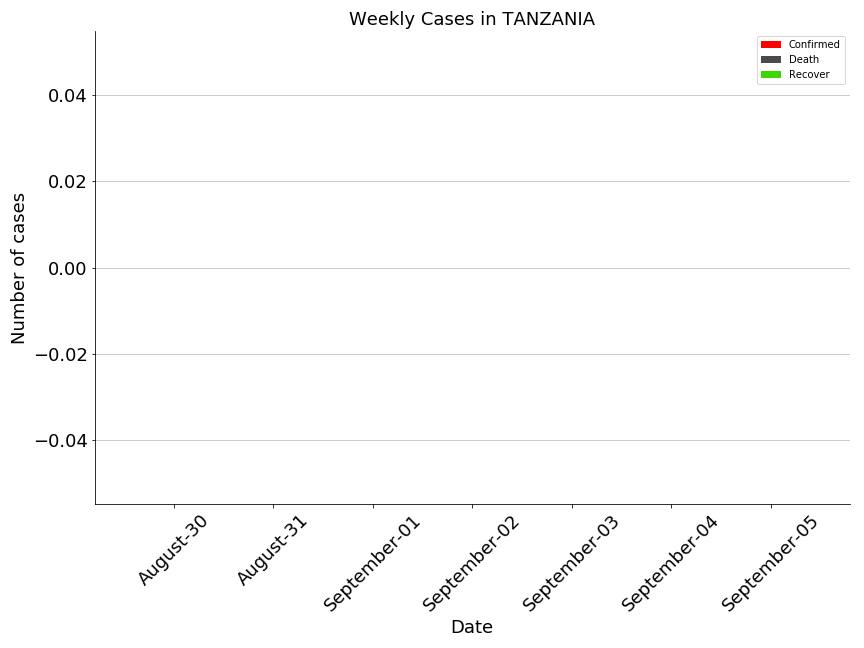 Weekly Cases in TANZANIA
Confirmed
Death
Recover
Number of cases
0.04
0.02
0.00
−0.02
−0.04
August-30
August-31
September-01
September-02
September-03
September-04
September-05
Date